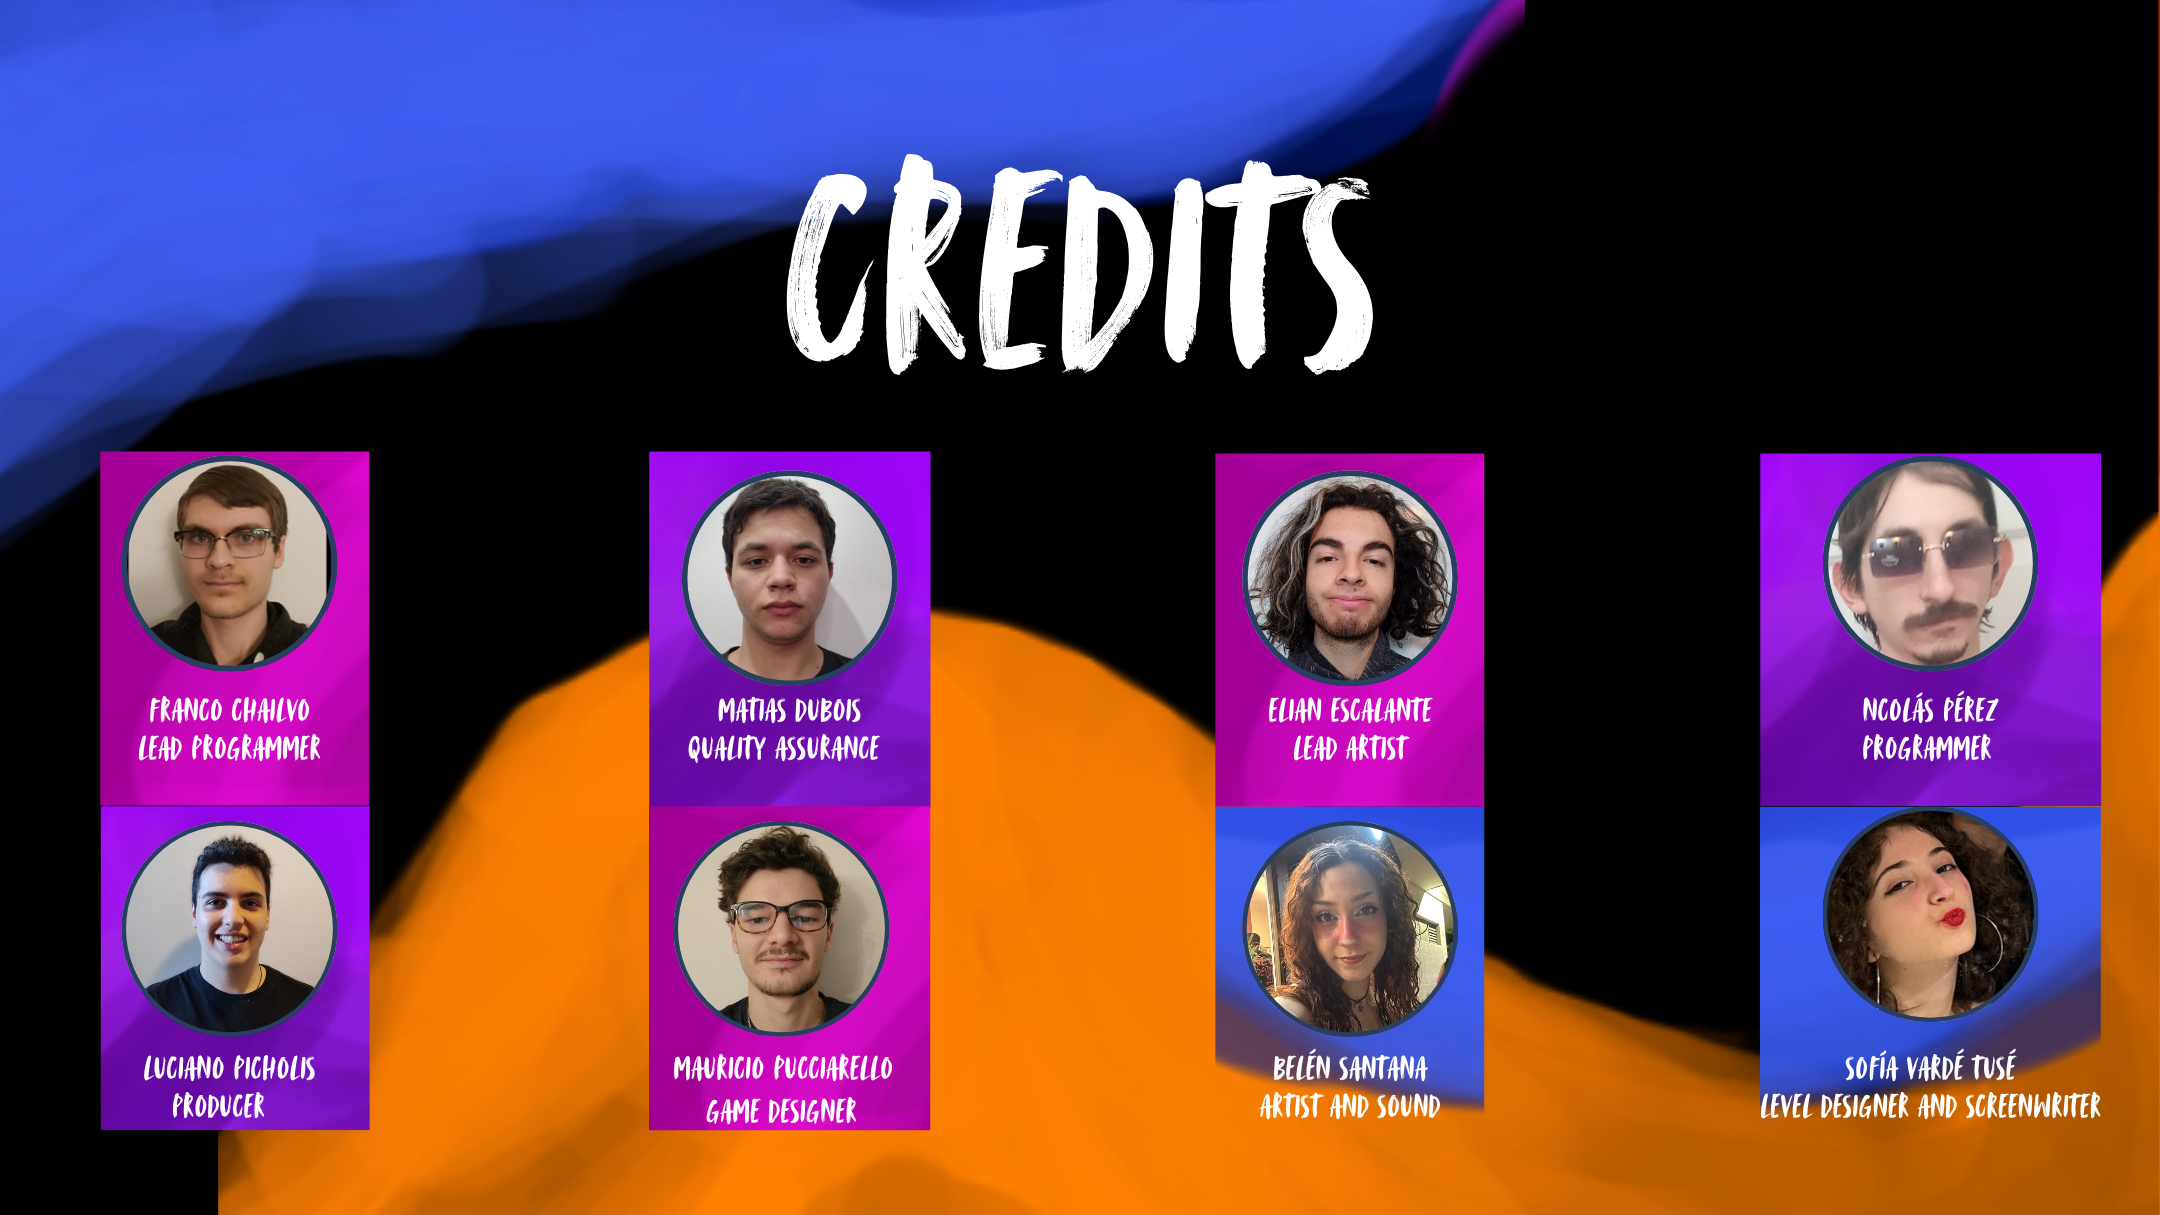 CREDITS
FRANCO CHAILVO
LEAD PROGRAMMER
MATIAS DUBOIS
QUALITY ASSURANCE
ELIAN ESCALANTE
LEAD ARTIST
NCOLÁS PÉREZ
PROGRAMMER
LUCIANO PICHOLIS
PRODUCER
MAURICIO PUCCIARELLO
GAME DESIGNER
BELÉN SANTANA
ARTIST AND SOUND
SOFÍA VARDÉ TUSÉ
LEVEL DESIGNER AND SCREENWRITER